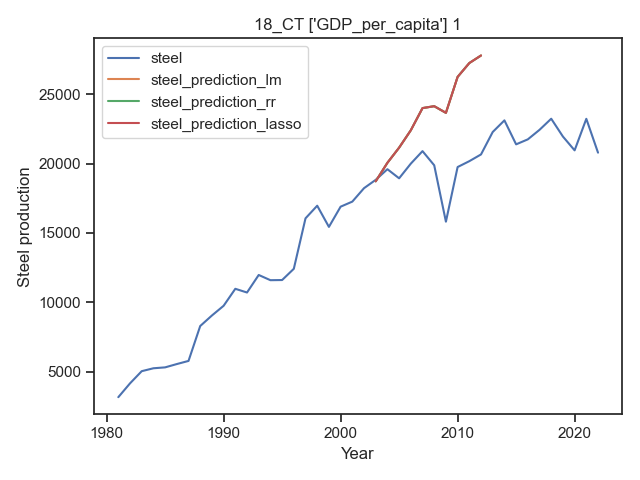 18_CT ['GDP_per_capita'] 1
steel
steel_prediction_lm
steel_prediction_rr
steel_prediction_lasso
Steel production
25000
20000
15000
10000
5000
1980
1990
2000
2010
2020
Year